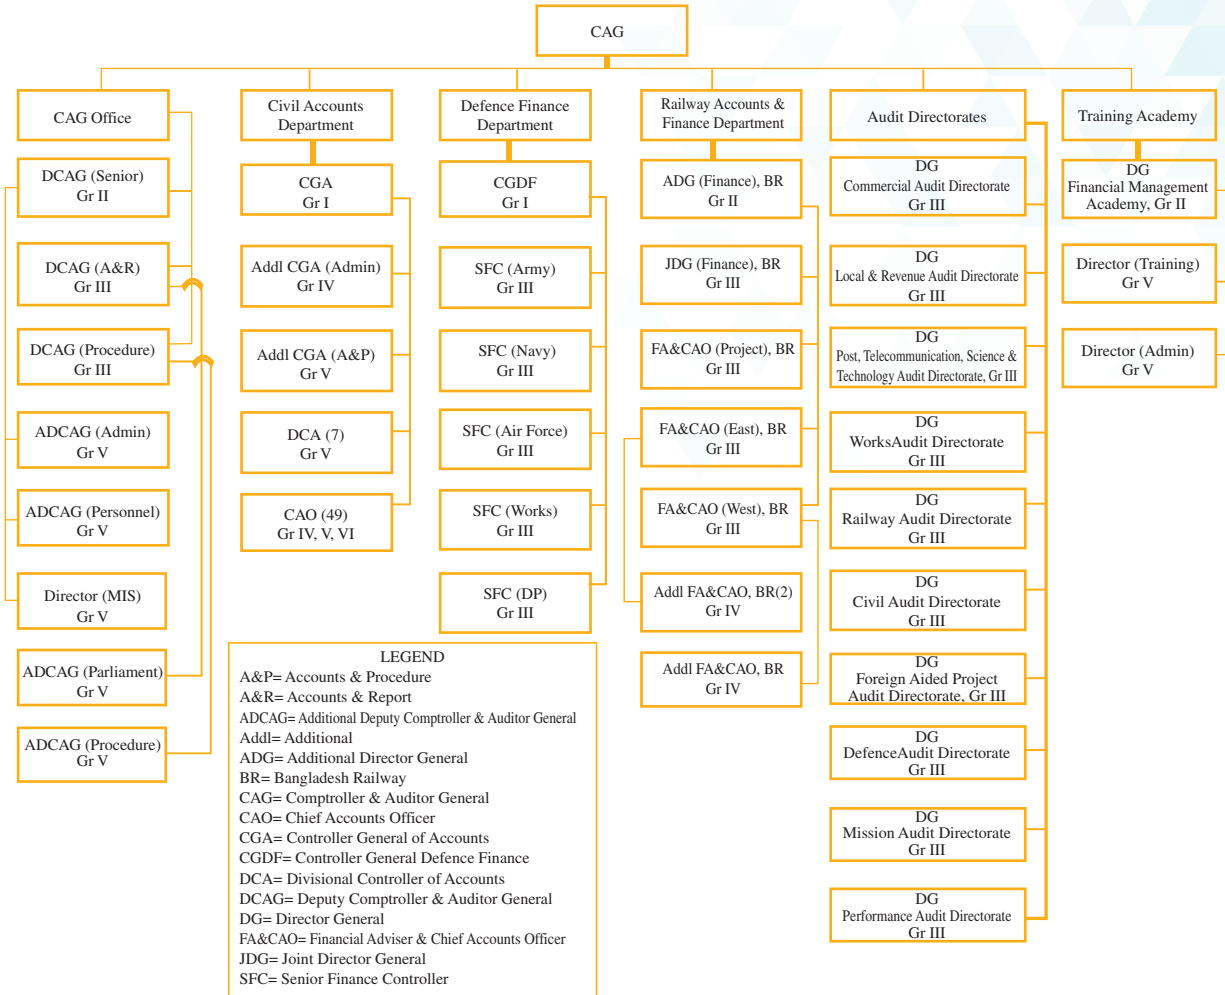 CAG
CAG Office
DCAG (Senior)
Gr II
DCAG (A&R)
Gr III
DCAG (Procedure)
Gr III
ADCAG (Admin)
Gr V
ADCAG (Personnel)
Gr V
Director (MIS)
Gr V
ADCAG (Parliament)
Gr V
ADCAG (Procedure)
Gr V
Civil Accounts
Department
CGA
Gr I
Addl CGA (Admin)
Gr IV
Addl CGA (A&P)
Gr V
DCA (7)
Gr V
CAO (49)
Gr IV, V, VI
Defence Finance
Department
CGDF
Gr I
SFC (Army)
Gr III
SFC (Navy)
Gr III
SFC (Air Force)
Gr III
SFC (Works)
Gr III
SFC (DP)
Gr III
Railway Accounts &
Finance Department
ADG (Finance), BR
Gr II
JDG (Finance), BR
Gr III
FA&CAO (Project), BR
Gr III
FA&CAO (East), BR
Gr III
FA&CAO (West), BR
Gr III
Addl FA&CAO, BR(2)
Gr IV
Addl FA&CAO, BR
Gr IV
Audit Directorates
DG
Commercial Audit Directorate
Gr III
DG
Local & Revenue Audit Directorate
Gr III
DG
Post, Telecommunication, Science &
Technology Audit Directorate, Gr III
DG
WorksAudit Directorate
Gr III
DG
Railway Audit Directorate
Gr III
DG
Civil Audit Directorate
Gr III
DG
Foreign Aided Project
Audit Directorate, Gr III
DG
DefenceAudit Directorate
Gr III
DG
Mission Audit Directorate
Gr III
DG
Performance Audit Directorate
Gr III
Training Academy
DG
Financial Management
Academy, Gr II
Director (Training)
Gr V
Director (Admin)
Gr V
LEGEND
A&P= Accounts & Procedure
A&R= Accounts & Report
ADCAG= Additional Deputy Comptroller & Auditor General
Addl= Additional
ADG= Additional Director General
BR= Bangladesh Railway
CAG= Comptroller & Auditor General
CAO= Chief Accounts Officer
CGA= Controller General of Accounts
CGDF= Controller General Defence Finance
DCA= Divisional Controller of Accounts
DCAG= Deputy Comptroller & Auditor General
DG= Director General
FA&CAO= Financial Adviser & Chief Accounts Officer
JDG= Joint Director General
SFC= Senior Finance Controller